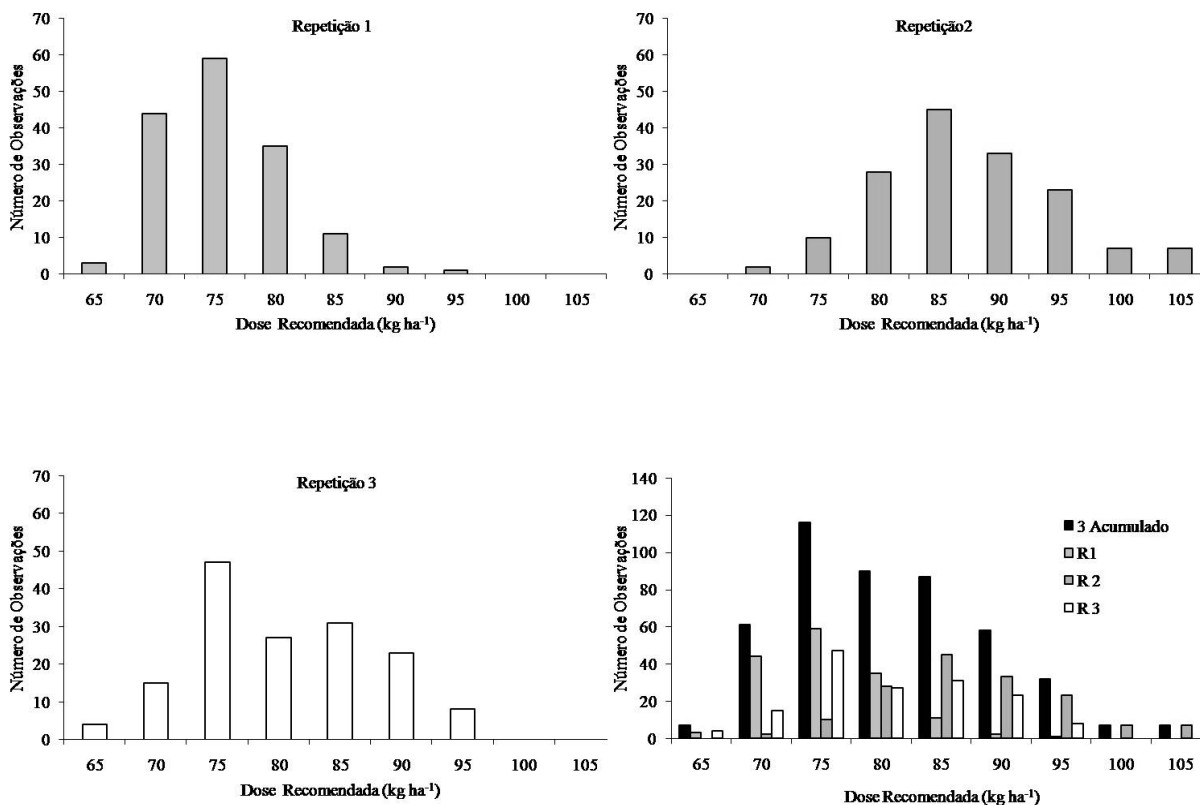 Repetição 1
Número de Observações
70
60
50
40
30
20
10
0
65 70 75 80 85 90 95 100 105
Dose Recomendada (kg ha⁻¹)
Repetição2
Número de Observações
70
60
50
40
30
20
10
0
65 70 75 80 85 90 95 100 105
Dose Recomendada (kg ha⁻¹)
Repetição 3
Número de Observações
70
60
50
40
30
20
10
0
65 70 75 80 85 90 95 100 105
Dose Recomendada (kg ha⁻¹)
Número de Observações
140
120
100
80
60
40
20
0
3 Acumulado
R1
R 2
R 3
65 70 75 80 85 90 95 100 105
Dose Recomendada (kg ha⁻¹)